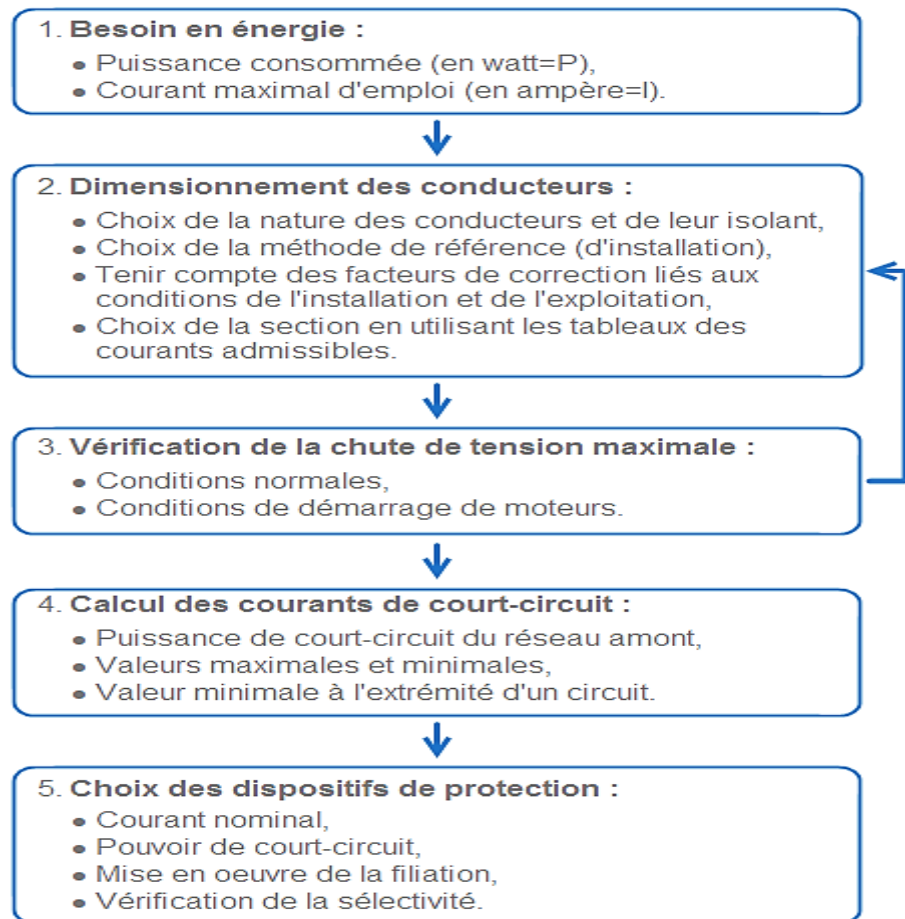 1. Besoin en énergie :
• Puissance consommée (en watt=P),
• Courant maximal d'emploi (en ampère=I).
2. Dimensionnement des conducteurs :
• Choix de la nature des conducteurs et de leur isolant,
• Choix de la méthode de référence (d'installation),
• Tenir compte des facteurs de correction liés aux
conditions de l'installation et de l'exploitation,
• Choix de la section en utilisant les tableaux des
courants admissibles.
3. Vérification de la chute de tension maximale :
• Conditions normales,
• Conditions de démarrage de moteurs.
4. Calcul des courants de court-circuit :
• Puissance de court-circuit du réseau amont,
• Valeurs maximales et minimales,
• Valeur minimale à l'extrémité d'un circuit.
5. Choix des dispositifs de protection :
• Courant nominal,
• Pouvoir de court-circuit,
• Mise en oeuvre de la filiation,
• Vérification de la sélectivité.